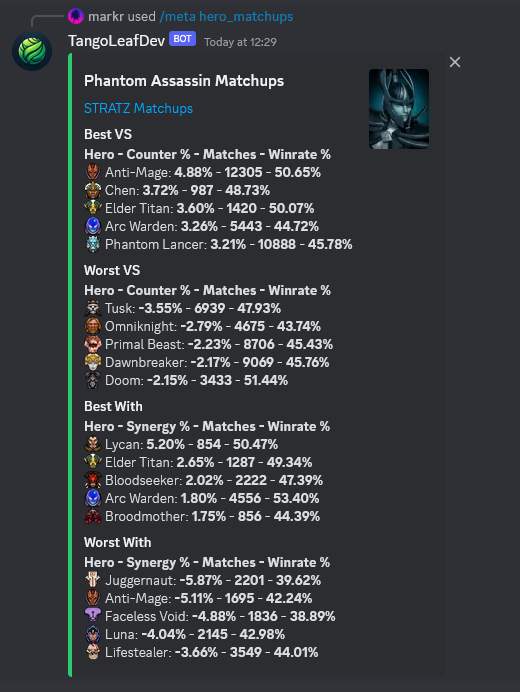 markr used /meta hero_matchups
TangoLeafDev BOT Today at 12:29
Phantom Assassin Matchups
STRATZ Matchups
Best VS
Hero - Counter % - Matches - Winrate %
Anti-Mage: 4.88% - 12305 - 50.65%
Chen: 3.72% - 987 - 48.73%
Elder Titan: 3.60% - 1420 - 50.07%
Arc Warden: 3.26% - 5443 - 44.72%
Phantom Lancer: 3.21% - 10888 - 45.78%
Worst VS
Hero - Counter % - Matches - Winrate %
Tusk: -3.55% - 6939 - 47.93%
Omniknight: -2.79% - 4675 - 43.74%
Primal Beast: -2.23% - 8706 - 45.43%
Dawnbreaker: -2.17% - 9069 - 45.76%
Doom: -2.15% - 3433 - 51.44%
Best With
Hero - Synergy % - Matches - Winrate %
Lycan: 5.20% - 854 - 50.47%
Elder Titan: 2.65% - 1287 - 49.34%
Bloodseeker: 2.02% - 2222 - 47.39%
Arc Warden: 1.80% - 4556 - 53.40%
Broodmother: 1.75% - 856 - 44.39%
Worst With
Hero - Synergy % - Matches - Winrate %
Juggernaut: -5.87% - 2201 - 39.62%
Anti-Mage: -5.11% - 1695 - 42.24%
Faceless Void: -4.88% - 1836 - 38.89%
Luna: -4.04% - 2145 - 42.98%
Lifestealer: -3.66% - 3549 - 44.01%